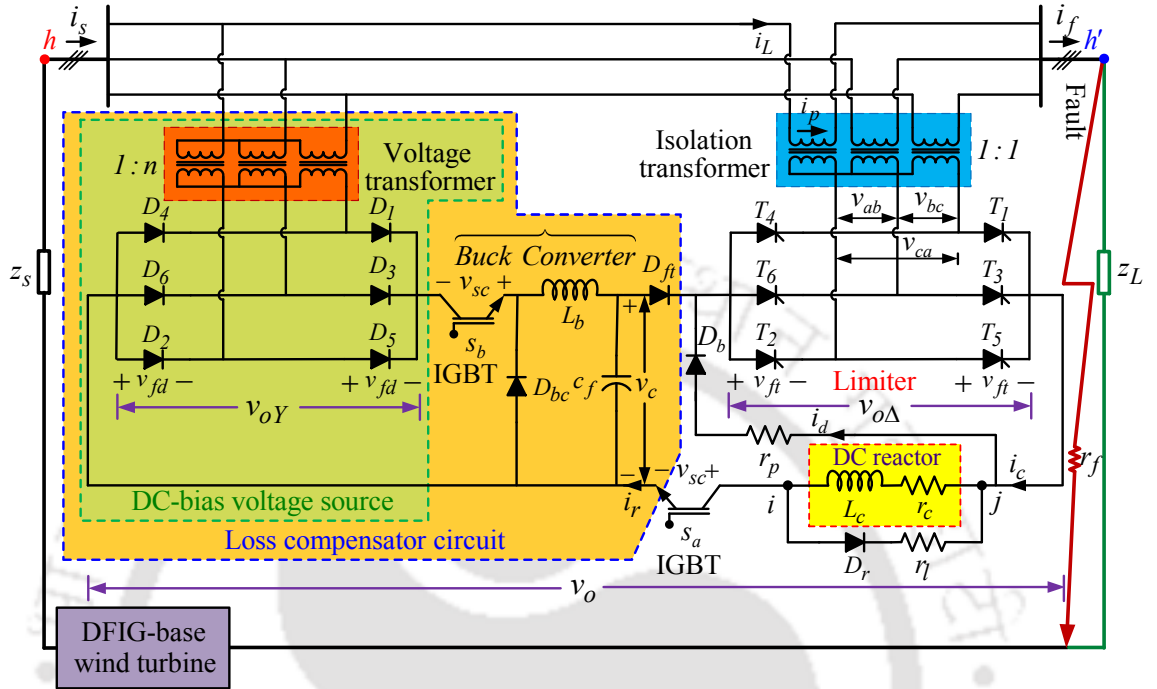 i_s
h
i_L
i_f
h'
Fault
i_p
1:n
Voltage transformer
Isolation transformer
1:1
v_ab
v_bc
v_ca
D_4
D_1
D_6
D_3
D_2
D_5
+ v_fd −
+ v_fd −
v_oY
z_s
Buck Converter
− v_sc +
s_b
IGBT
L_b
D_ft
D_bc
c_f
+
v_c
−
D_b
T_4
T_1
T_6
T_3
T_2
T_5
+ v_ft −
Limiter
+ v_ft −
v_oΔ
z_L
r_f
i_d
r_p
DC reactor
L_c
r_c
i_c
i
j
D_r
r_l
i_r
− v_sc +
s_a
IGBT
DC-bias voltage source
Loss compensator circuit
v_o
DFIG-base
wind turbine